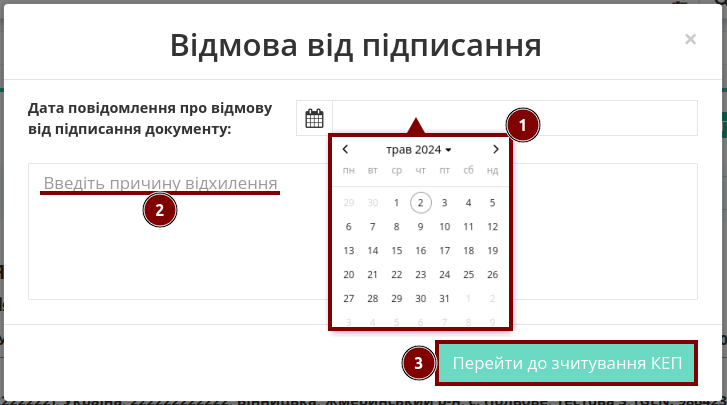 Відмова від підписання
×
Дата повідомлення про відмову
від підписання документу:
1
трав 2024
пн вт ср чт пт сб нд
29 30 1 2 3 4 5
6 7 8 9 10 11 12
13 14 15 16 17 18 19
20 21 22 23 24 25 26
27 28 29 30 31 1 2
3 4 5 6 7 8 9
Введіть причину відхилення
2
3
Перейти до зчитування КЕП